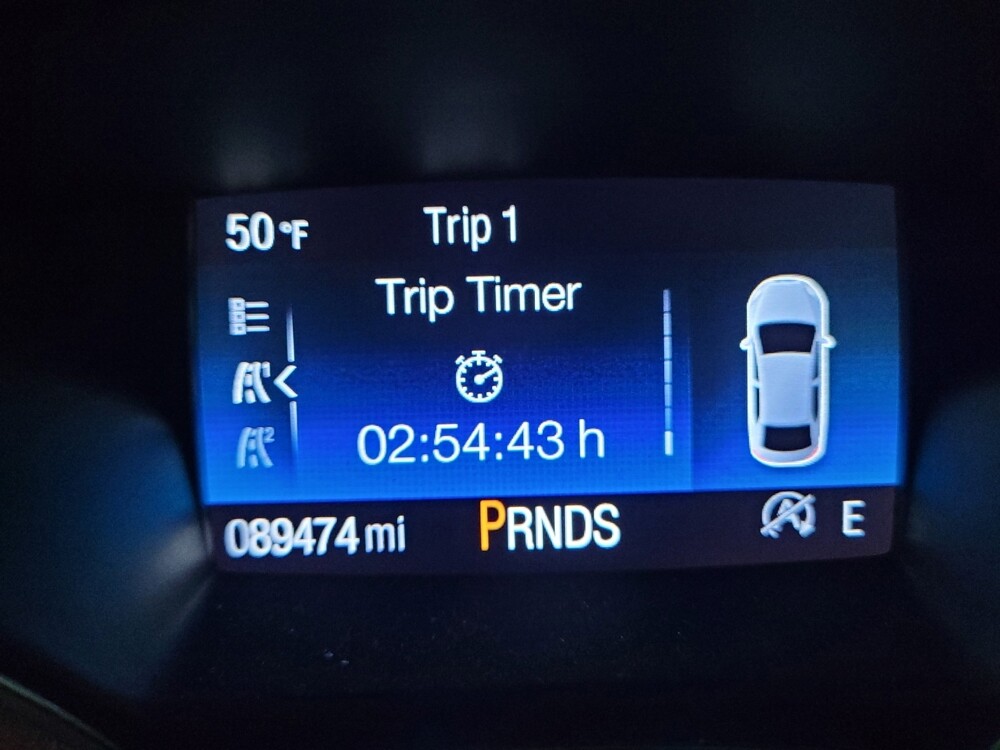 50 °F Trip 1
Trip Timer
02:54:43 h
089474 mi PRNDS A E